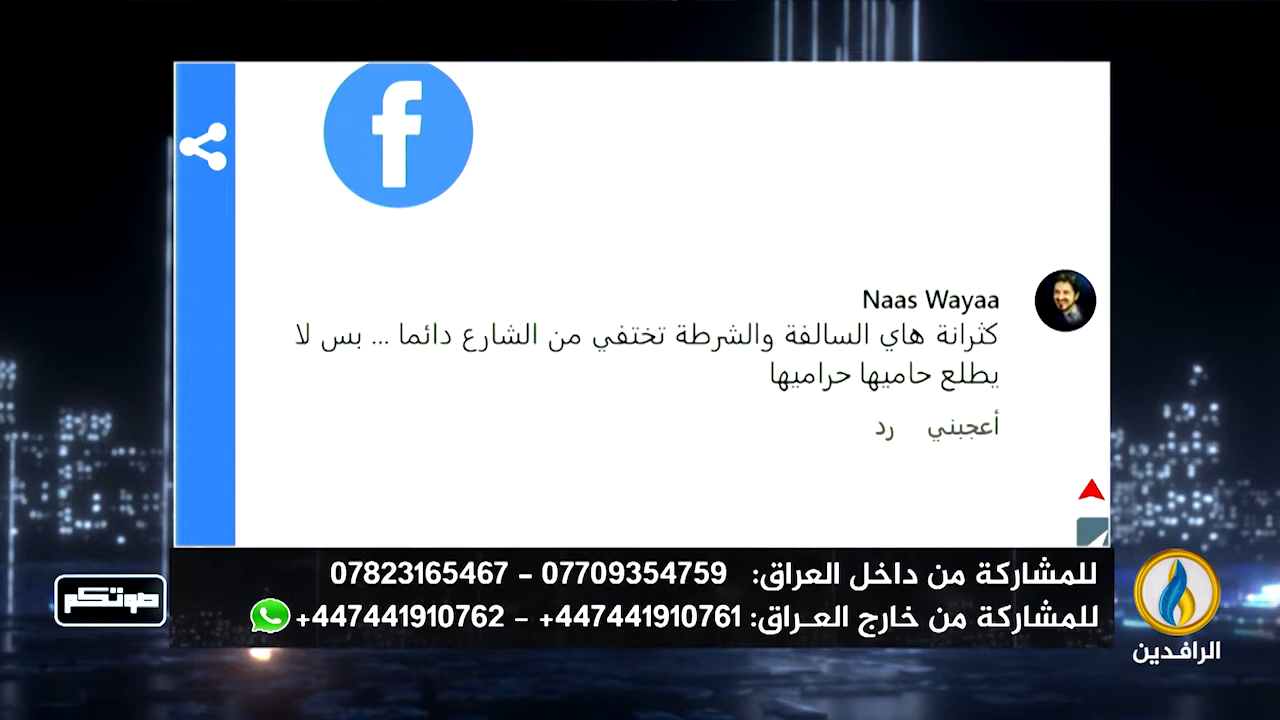 f
Naas Wayaa
كثرانة هاي السالفة والشرطة تختفي من الشارع دائما ... بس لا
يطلع حاميها حراميها
أعجبني رد
للمشاركة من داخل العراق: 07709354759 - 07823165467
للمشاركة من خارج العـراق: 447441910761+ - 447441910762+
صوتكم
الرافدين